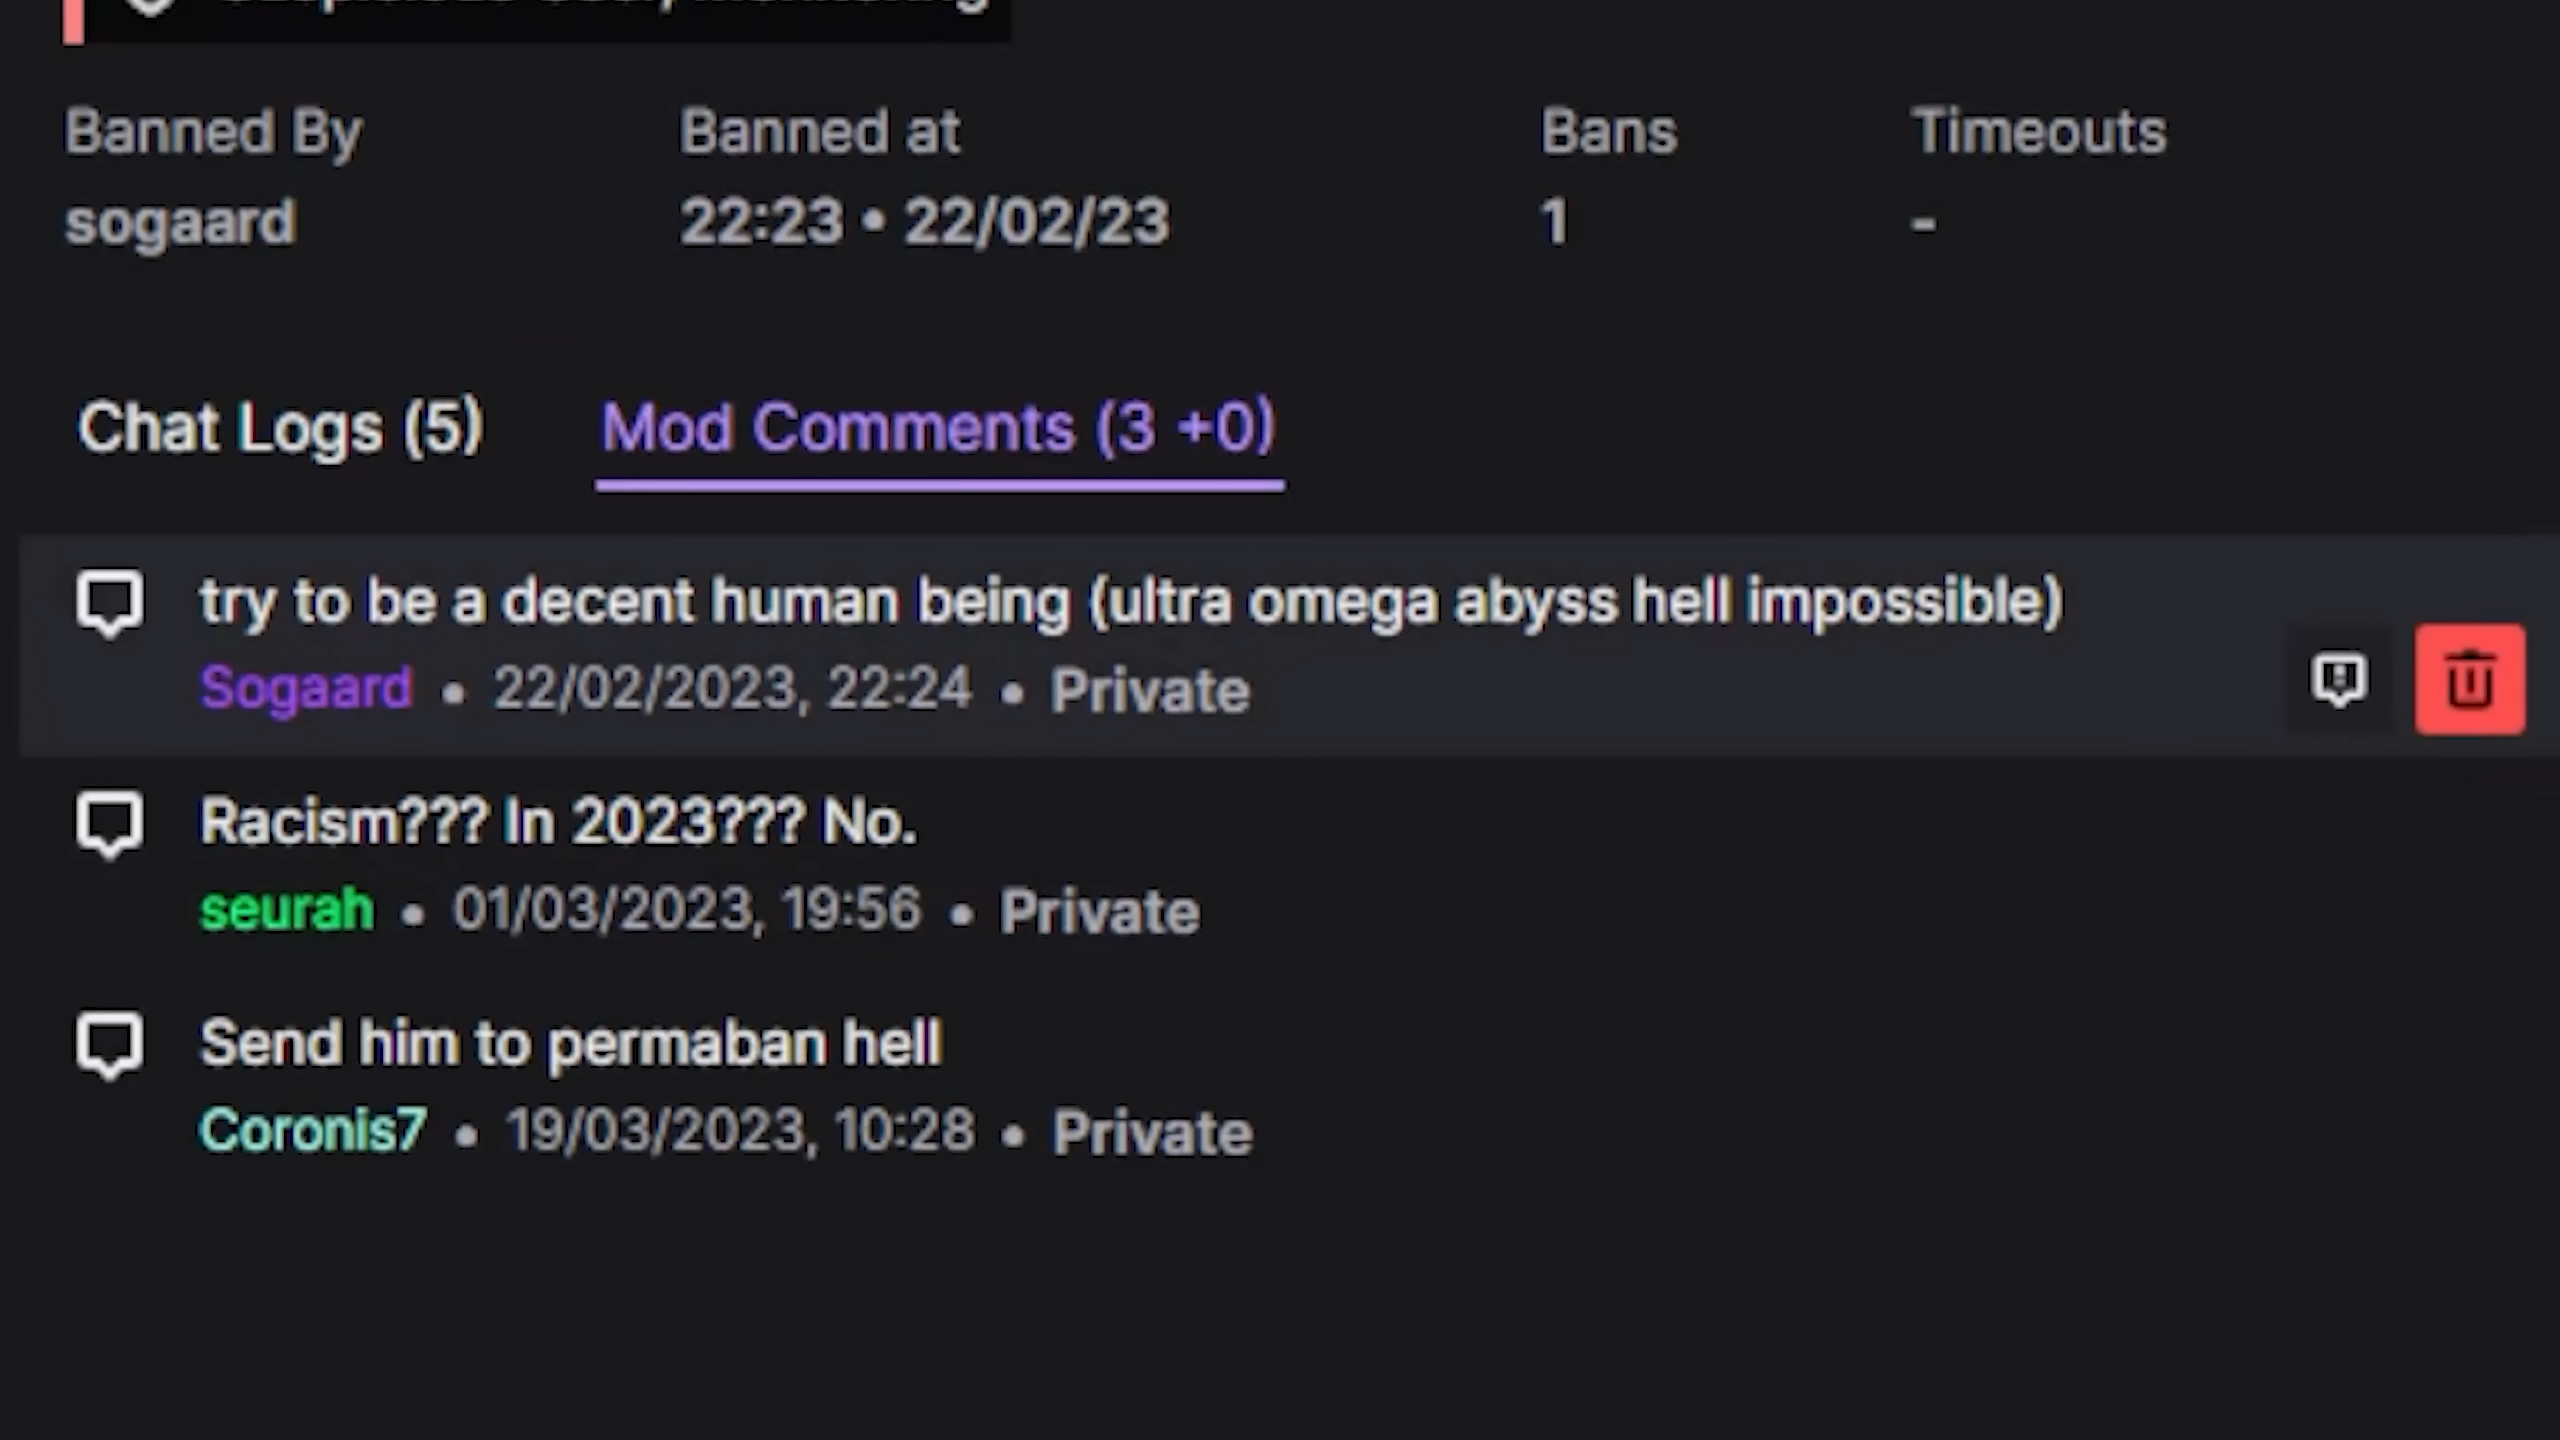 Banned By Banned at Bans Timeouts
sogaard 22:23 • 22/02/23 1 -
Chat Logs (5) Mod Comments (3 +0)
try to be a decent human being (ultra omega abyss hell impossible)
Sogaard • 22/02/2023, 22:24 • Private
Racism??? In 2023??? No.
seurah • 01/03/2023, 19:56 • Private
Send him to permaban hell
Coronis7 • 19/03/2023, 10:28 • Private